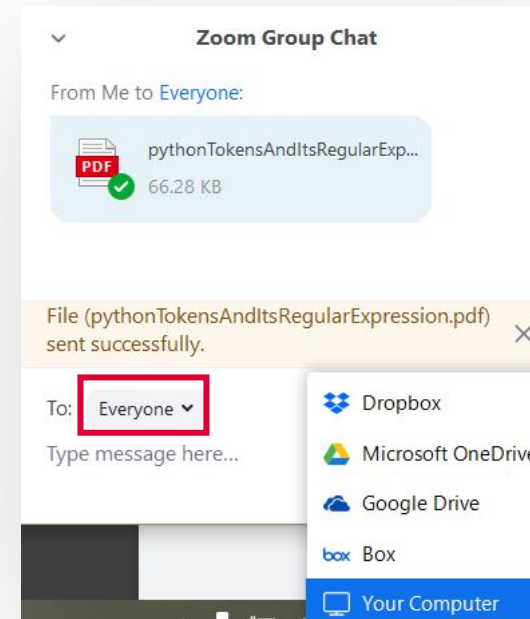 Zoom Group Chat
From Me to Everyone:
PDF
pythonTokensAndItsRegularExp...
66.28 KB
File (pythonTokensAndItsRegularExpression.pdf)
sent successfully.
To: Everyone
Type message here...
Dropbox
Microsoft OneDrive
Google Drive
box Box
Your Computer